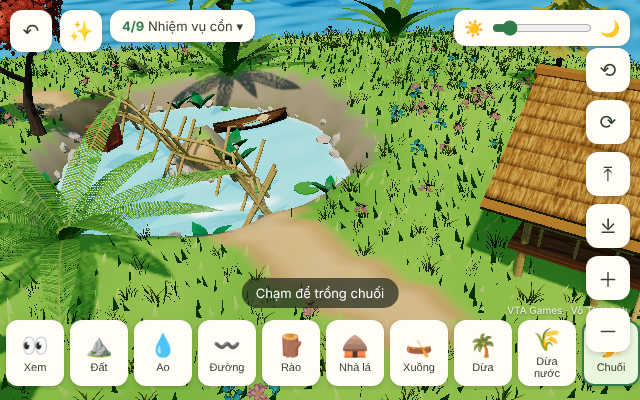 4/9 Nhiệm vụ cồn ▾
Chạm để trồng chuối
VTA Games - Võ
Xem
Đất
Ao
Đường
Rào
Nhà lá
Xuồng
Dừa
Dừa
nước
Chuối